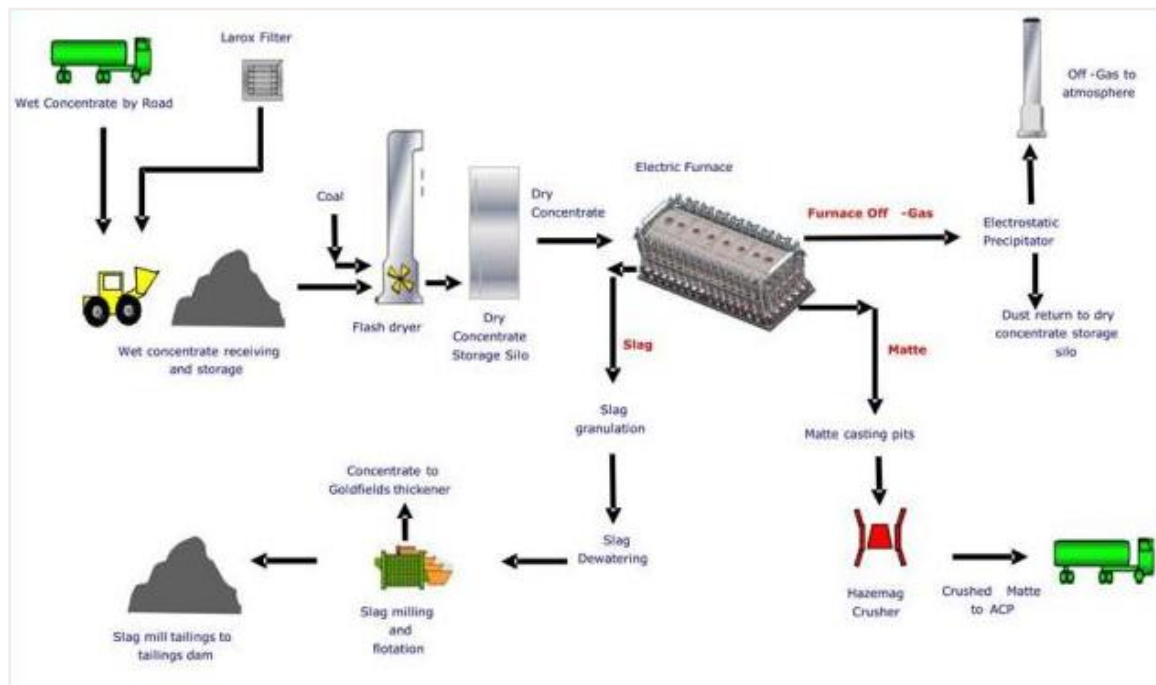 Larox Filter
Wet Concentrate by Road
Off -Gas to
atmosphere
Electric Furnace
Coal
Dry
Concentrate
Furnace Off -Gas
Electrostatic
Precipitator
Flash dryer
Dry
Concentrate
Storage Silo
Wet concentrate receiving
and storage
Slag
Matte
Dust return to dry
concentrate storage
silo
Slag
granulation
Matte casting pits
Concentrate to
Goldfields thickener
Slag
Dewatering
Slag milling
and
flotation
Slag mill tailings to
tailings dam
Hazemag
Crusher
Crushed Matte
to ACP